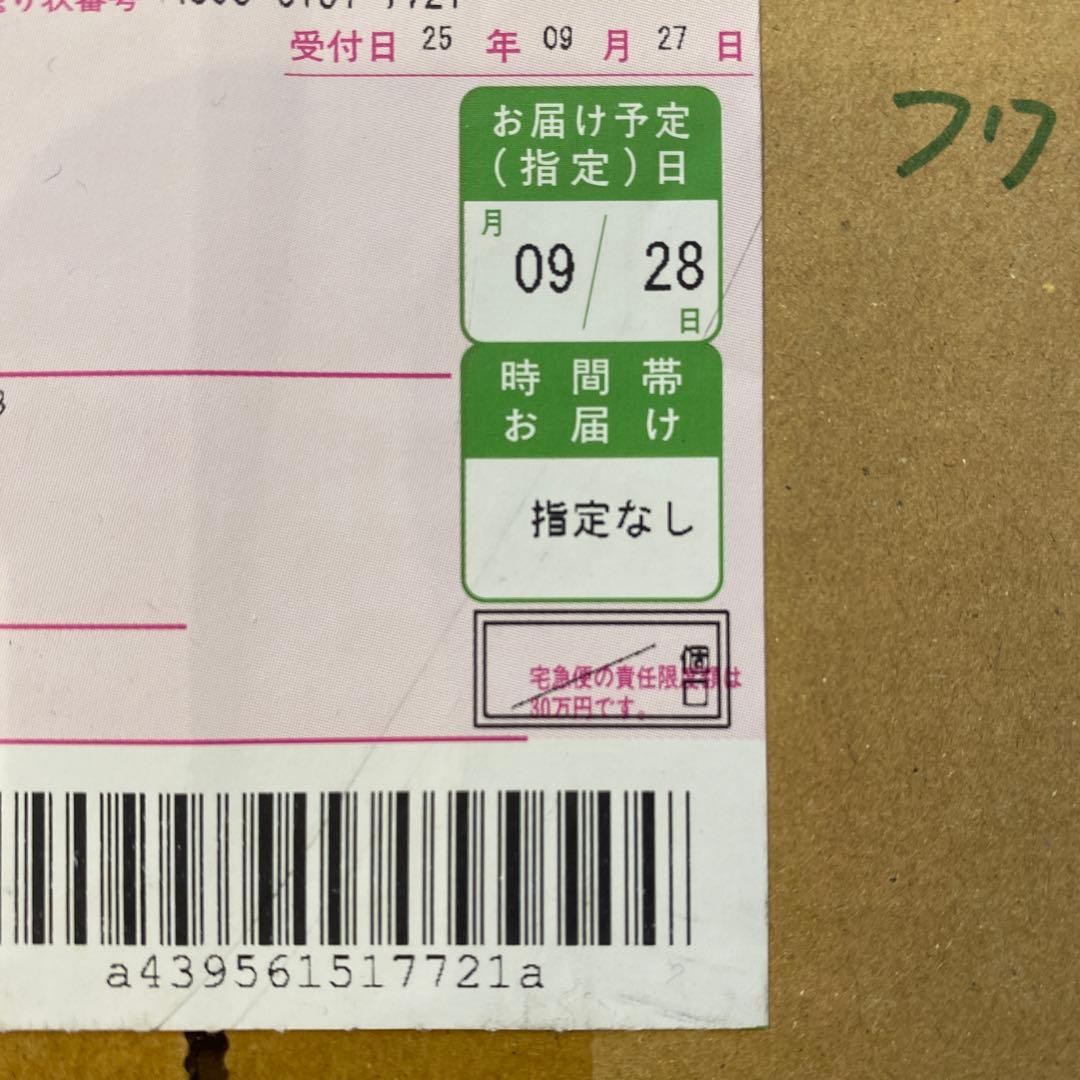 受付日 25 年 09 月 27 日
お届け予定
(指定)日
月 09 / 28 日
時間帯
お届け
指定なし
個口
宅急便の責任限度額は
30万円です。
a439561517721a